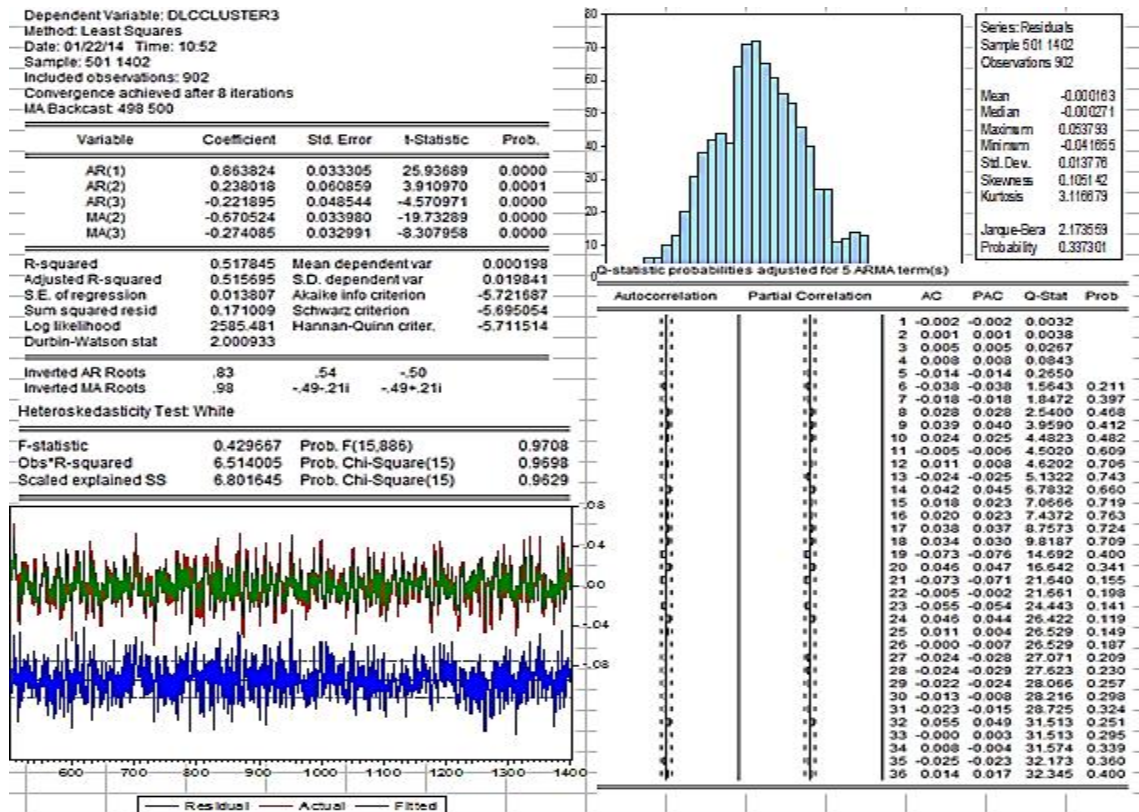 Dependent Variable: DLCCLUSTER3
Method: Least Squares
Date: 01/22/14 Time: 10:52
Sample: 501 1402
Included observations: 902
Convergence achieved after 8 iterations
MA Backcast: 498 500
Variable Coefficient Std. Error t-Statistic Prob.
AR(1) 0.863824 0.033305 25.93689 0.0000
AR(2) 0.238018 0.060859 3.910970 0.0001
AR(3) -0.221895 0.048544 -4.570971 0.0000
MA(2) -0.670524 0.033980 -19.73289 0.0000
MA(3) -0.274085 0.032991 -8.307958 0.0000
R-squared 0.517845 Mean dependent var 0.000198
Adjusted R-squared 0.515695 S.D. dependent var 0.019841
S.E. of regression 0.013807 Akaike info criterion -5.721687
Sum squared resid 0.171009 Schwarz criterion -5.695054
Log likelihood 2585.481 Hannan-Quinn criter. -5.711514
Durbin-Watson stat 2.000933
Inverted AR Roots .83 .54 -.50
Inverted MA Roots .98 -.49-.21i -.49+.21i
Heteroskedasticity Test: White
F-statistic 0.429667 Prob. F(15,886) 0.9708
Obs*R-squared 6.514005 Prob. Chi-Square(15) 0.9698
Scaled explained SS 6.801645 Prob. Chi-Square(15) 0.9629
.08
.04
.00
-.04
-.08
600 700 800 900 1000 1100 1200 1300 1400
Residual Actual Fitted
80
70
60
50
40
30
20
10
0
Series: Residuals
Sample 501 1402
Observations 902
Mean -0.000163
Median -0.000271
Maximum 0.053793
Minimum -0.041655
Std. Dev. 0.013776
Skewness 0.105142
Kurtosis 3.116679
Jarque-Bera 2.173559
Probability 0.337301
Q-statistic probabilities adjusted for 5 ARMA term(s)
Autocorrelation Partial Correlation AC PAC Q-Stat Prob
1 -0.002 -0.002 0.0032
2 0.001 0.001 0.0038
3 0.005 0.005 0.0267
4 0.008 0.008 0.0843
5 -0.014 -0.014 0.2650
6 -0.038 -0.038 1.5643 0.211
7 -0.018 -0.018 1.8472 0.397
8 0.028 0.028 2.5400 0.468
9 0.039 0.040 3.9590 0.412
10 0.024 0.025 4.4823 0.482
11 -0.005 -0.006 4.5020 0.609
12 0.011 0.008 4.6202 0.706
13 -0.024 -0.025 5.1322 0.743
14 0.042 0.045 6.7832 0.660
15 0.018 0.023 7.0666 0.719
16 0.020 0.023 7.4372 0.763
17 0.038 0.037 8.7573 0.724
18 0.034 0.030 9.8187 0.709
19 -0.073 -0.076 14.692 0.400
20 0.046 0.047 16.642 0.341
21 -0.073 -0.071 21.640 0.155
22 -0.005 -0.002 21.661 0.198
23 -0.055 -0.054 24.443 0.141
24 0.046 0.044 26.422 0.119
25 0.011 0.004 26.529 0.149
26 -0.000 -0.007 26.529 0.187
27 -0.024 -0.028 27.071 0.209
28 -0.024 -0.029 27.623 0.230
29 -0.022 -0.024 28.066 0.257
30 -0.013 -0.008 28.216 0.298
31 -0.023 -0.015 28.725 0.324
32 0.055 0.049 31.513 0.251
33 -0.000 0.003 31.513 0.295
34 0.008 -0.004 31.574 0.339
35 -0.025 -0.023 32.173 0.360
36 0.014 0.017 32.345 0.400